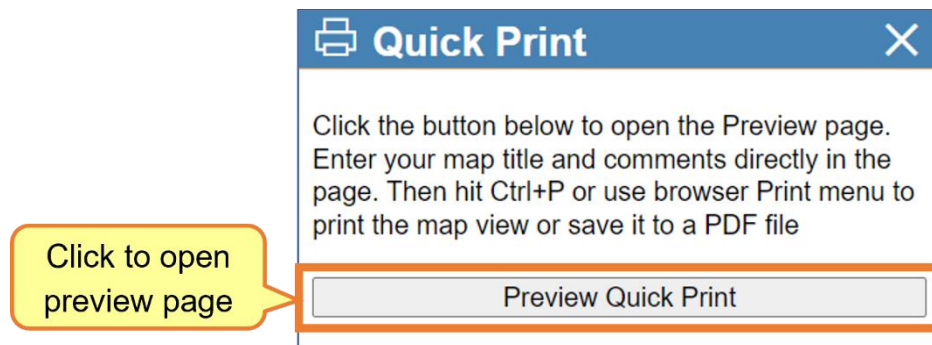 Quick Print
Click the button below to open the Preview page.
Enter your map title and comments directly in the
page. Then hit Ctrl+P or use browser Print menu to
print the map view or save it to a PDF file
Click to open
preview page
Preview Quick Print